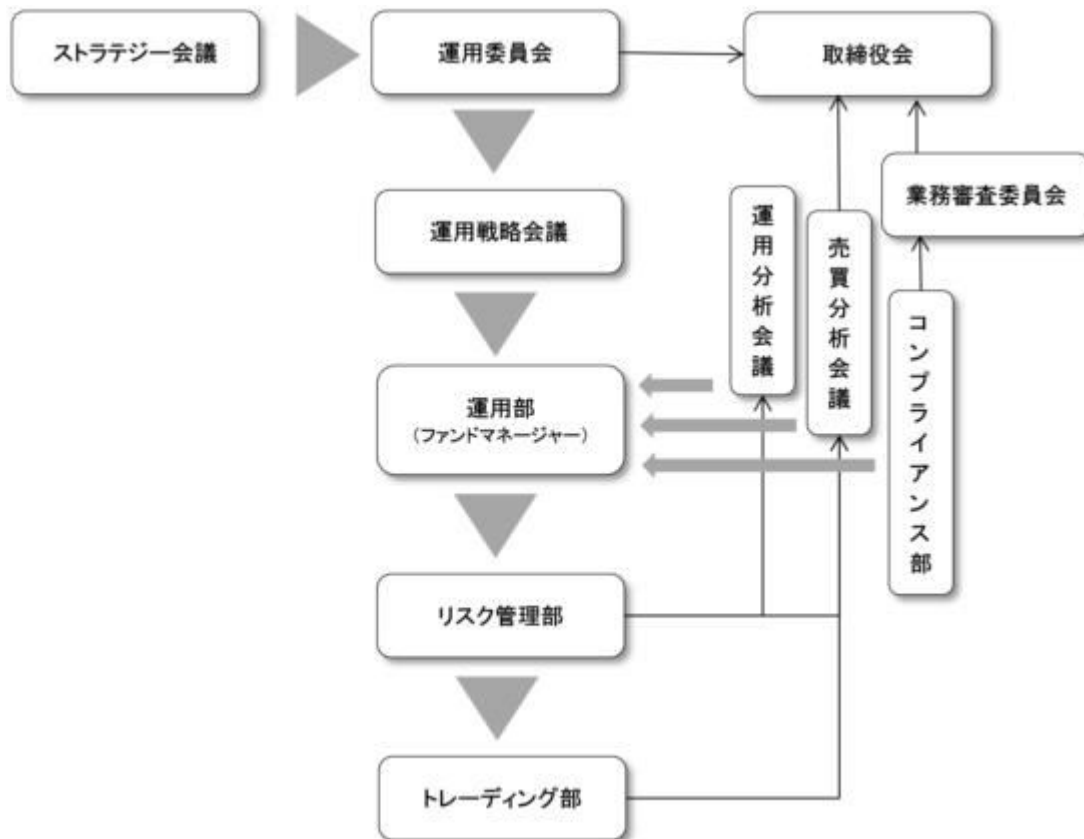 ストラテジー会議
運用委員会
取締役会
業務審査委員会
運用戦略会議
運用分析会議
売買分析会議
コンプライアンス部
運用部
（ファンドマネージャー）
リスク管理部
トレーディング部